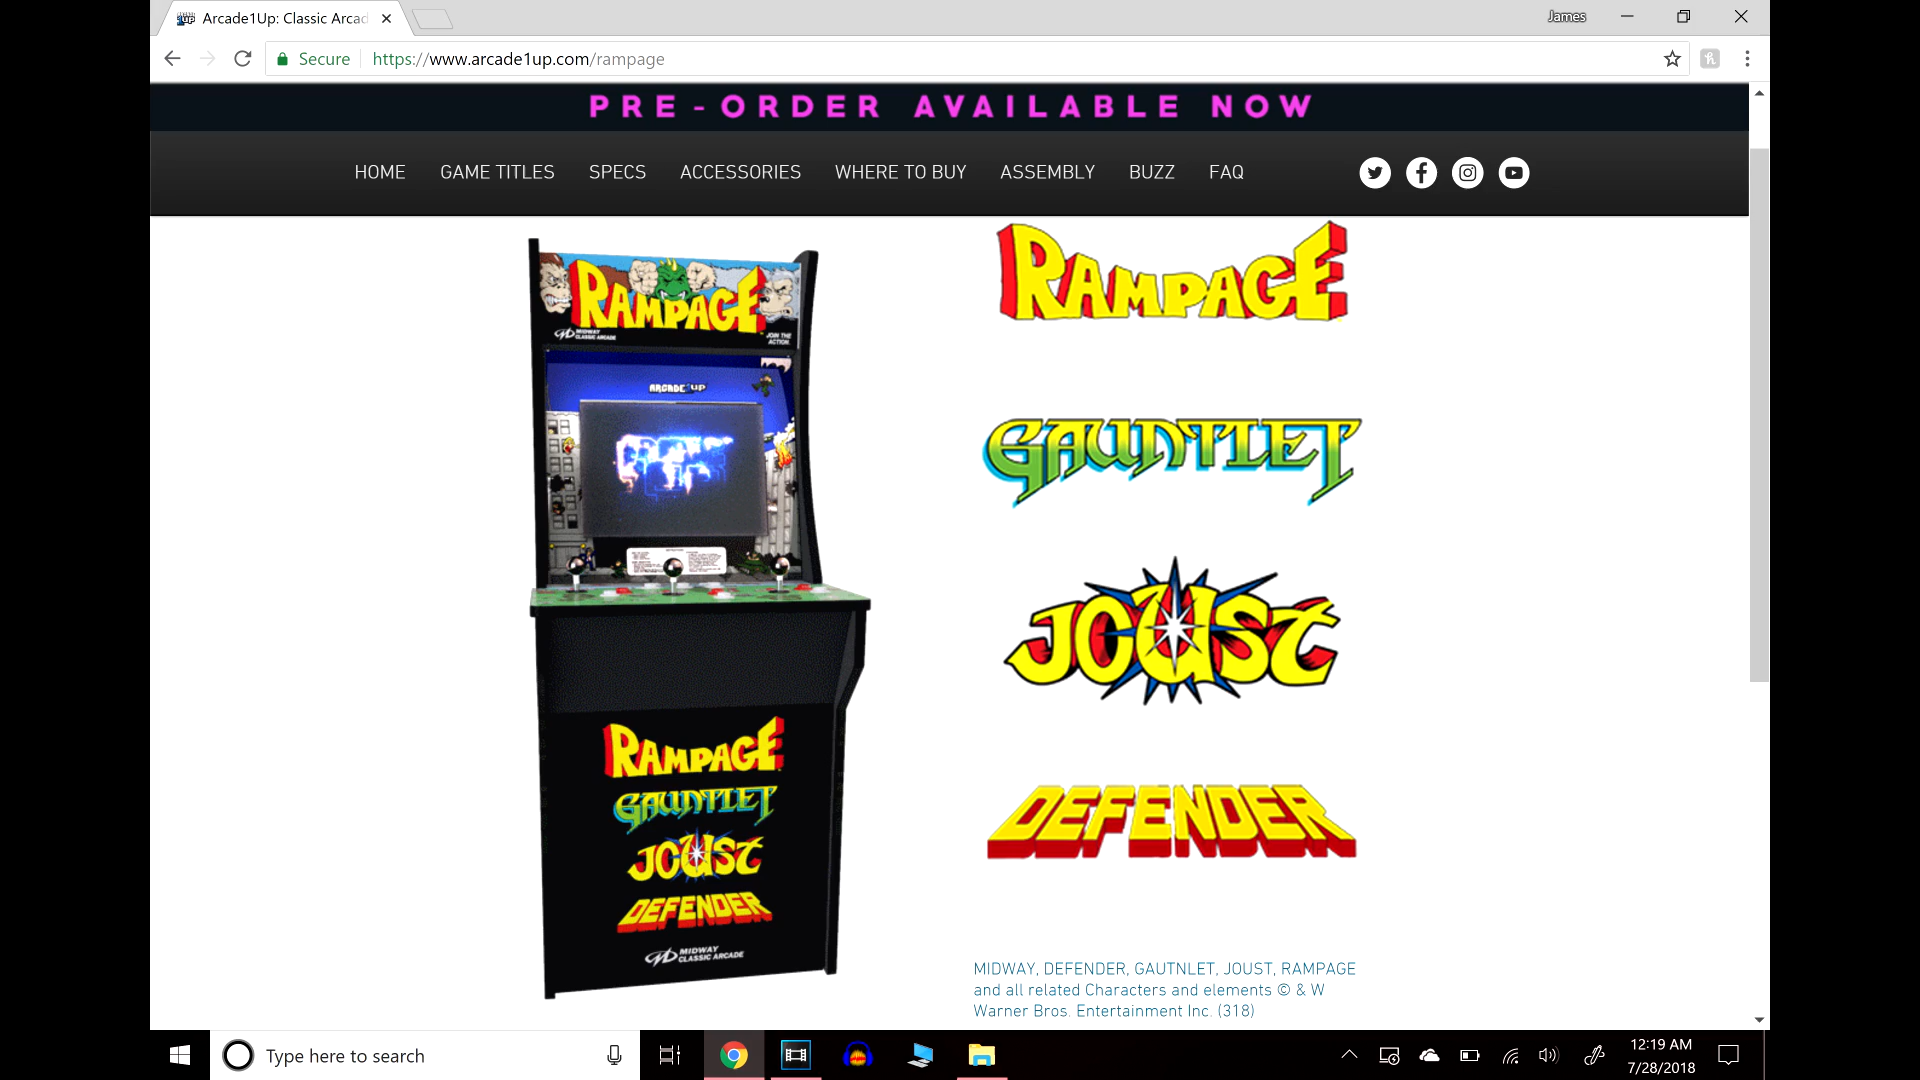 Arcade1Up: Classic Arcad
James
Secure
https://www.arcade1up.com/rampage
PRE-ORDER AVAILABLE NOW
HOME GAME TITLES SPECS ACCESSORIES WHERE TO BUY ASSEMBLY BUZZ FAQ
RAMPAGE
MIDWAY
CLASSIC ARCADE
JOIN THE
ACTION.
ARCADE1UP
RAMPAGE
GAUNTLET
JOUST
DEFENDER
MIDWAY
CLASSIC ARCADE
RAMPAGE
GAUNTLET
JOUST
DEFENDER
MIDWAY, DEFENDER, GAUTNLET, JOUST, RAMPAGE
and all related Characters and elements © & W
Warner Bros. Entertainment Inc. (318)
Type here to search
12:19 AM
7/28/2018